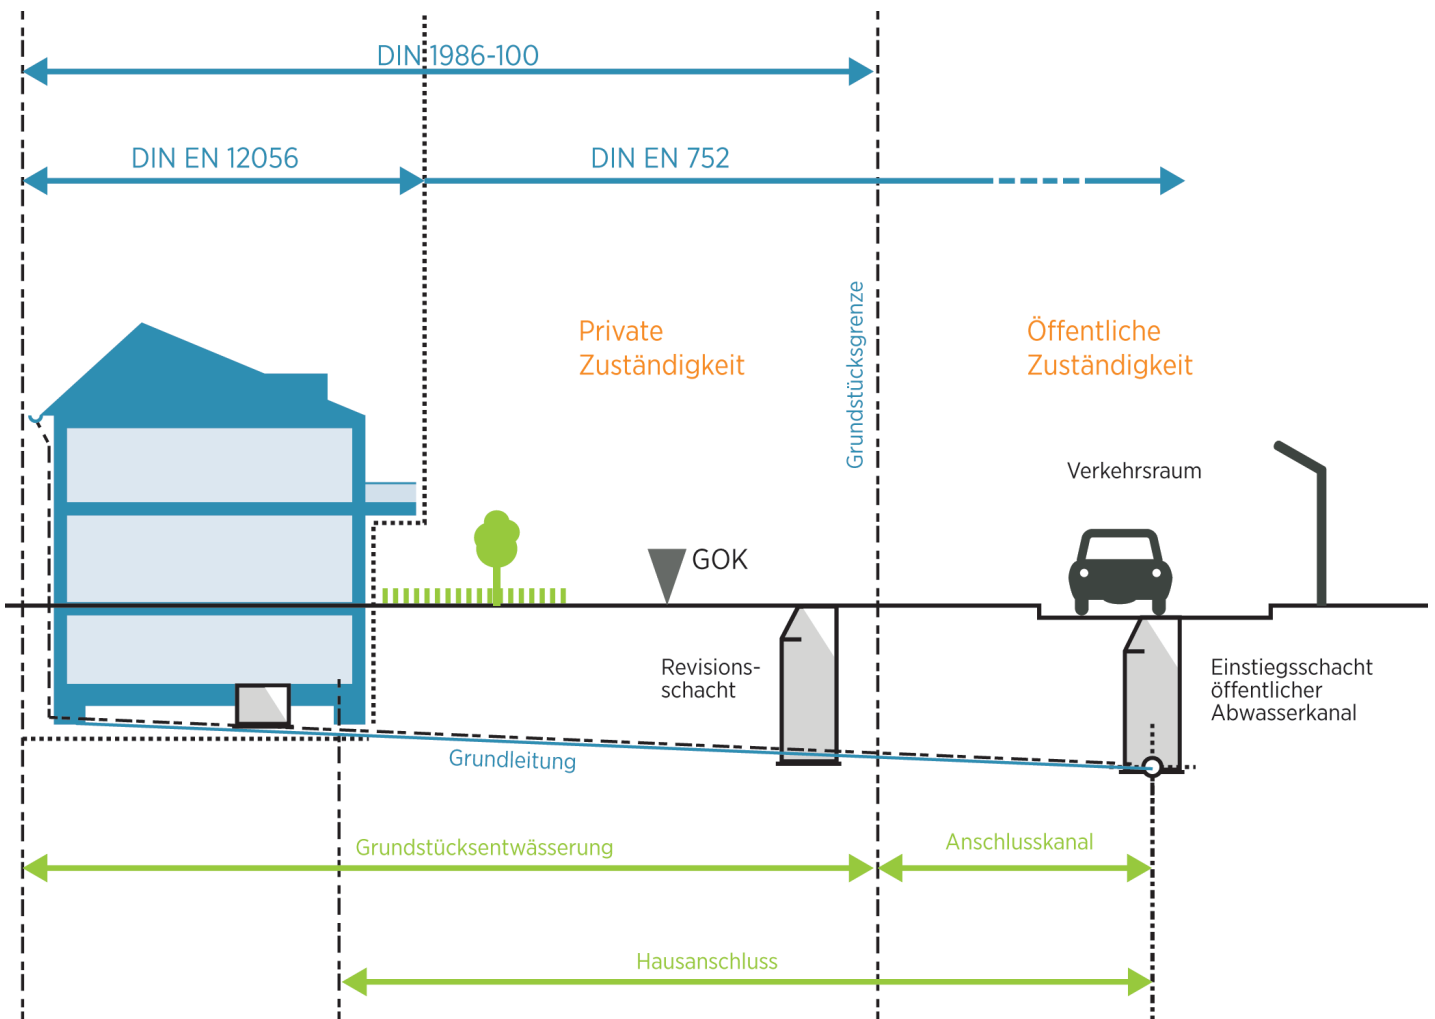 DIN 1986-100
DIN EN 12056
DIN EN 752
Private
Zuständigkeit
Grundstücksgrenze
Öffentliche
Zuständigkeit
Verkehrsraum
GOK
Revisions-
schacht
Einstiegsschacht
öffentlicher
Abwasserkanal
Grundleitung
Grundstücksentwässerung
Anschlusskanal
Hausanschluss